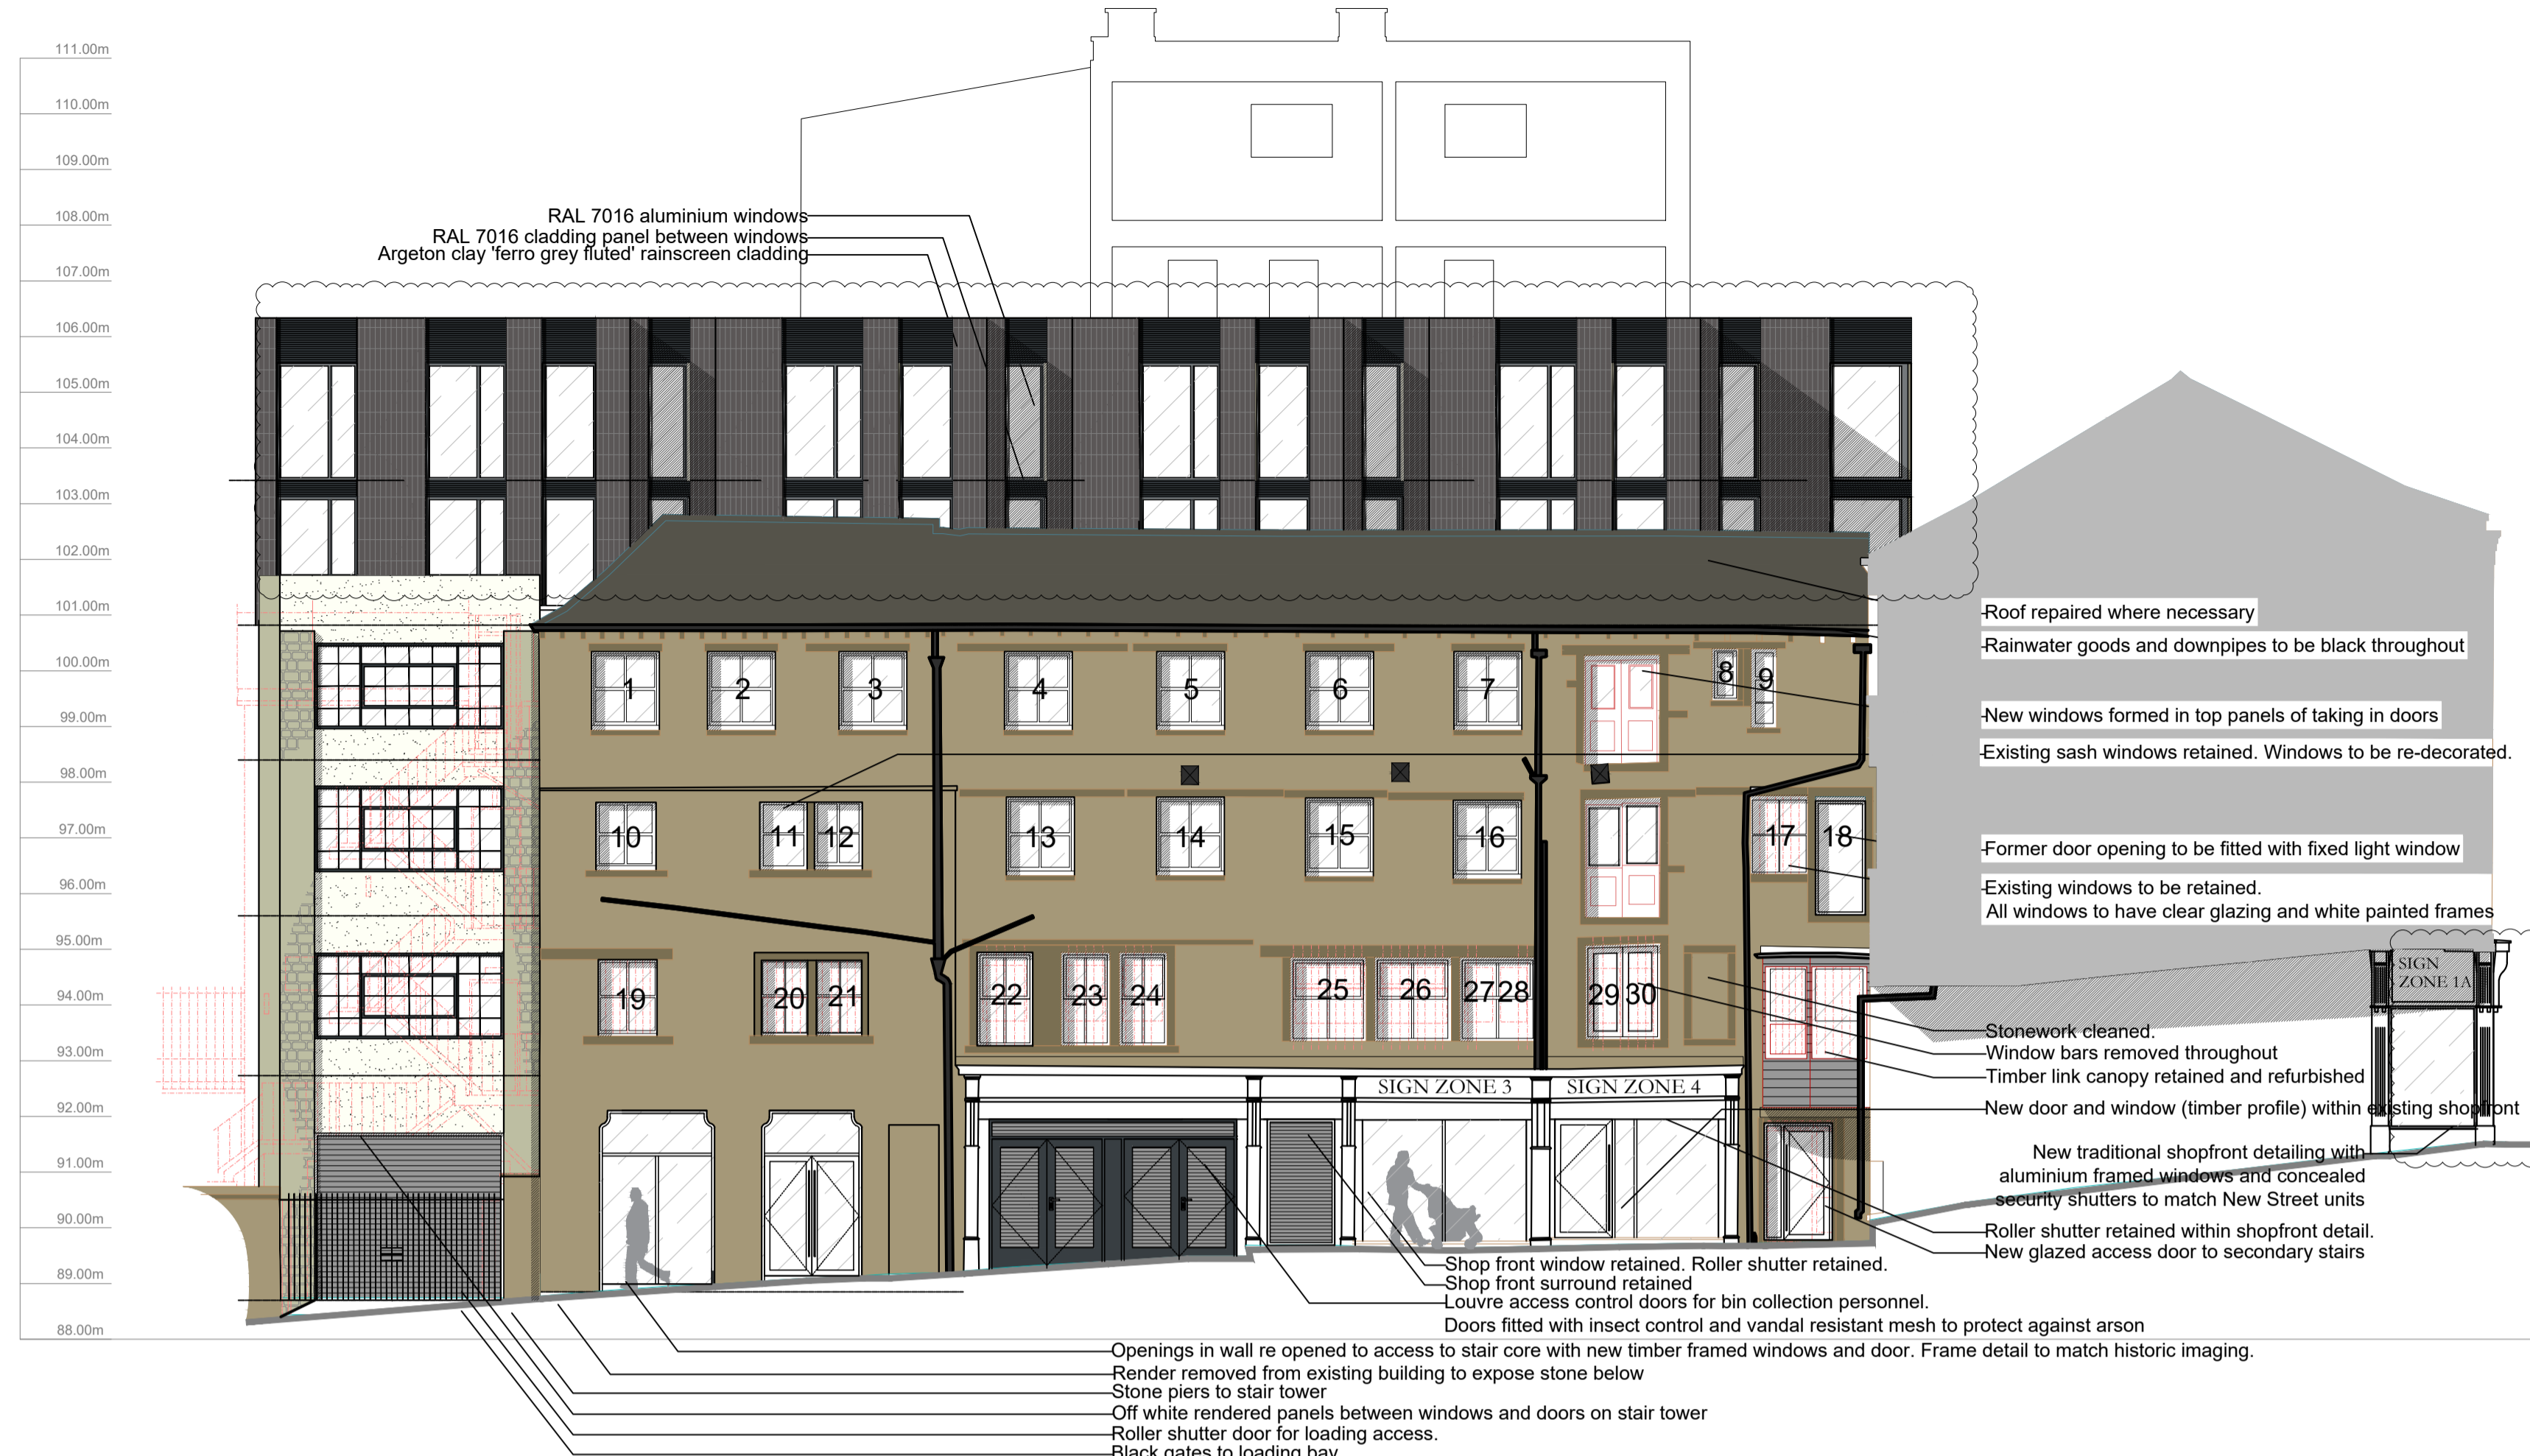 111.00m
110.00m
109.00m
108.00m
107.00m
106.00m
105.00m
104.00m
103.00m
102.00m
101.00m
100.00m
99.00m
98.00m
97.00m
96.00m
95.00m
94.00m
93.00m
92.00m
91.00m
90.00m
89.00m
88.00m
RAL 7016 aluminium windows
RAL 7016 cladding panel between windows
Argeton clay 'ferro grey fluted' rainscreen cladding
1 2 3 4 5 6 7 8 9
10 11 12 13 14 15 16 17 18
19 20 21 22 23 24 25 26 27 28 29 30
SIGN ZONE 3
SIGN ZONE 4
SIGN
ZONE 1A
Roof repaired where necessary
Rainwater goods and downpipes to be black throughout
New windows formed in top panels of taking in doors
Existing sash windows retained. Windows to be re-decorated.
Former door opening to be fitted with fixed light window
Existing windows to be retained.
All windows to have clear glazing and white painted frames
Stonework cleaned.
Window bars removed throughout
Timber link canopy retained and refurbished
New door and window (timber profile) within existing shopfront
New traditional shopfront detailing with
aluminium framed windows and concealed
security shutters to match New Street units
Roller shutter retained within shopfront detail.
New glazed access door to secondary stairs
Shop front window retained. Roller shutter retained.
Shop front surround retained
Louvre access control doors for bin collection personnel.
Doors fitted with insect control and vandal resistant mesh to protect against arson
Openings in wall re opened to access to stair core with new timber framed windows and door. Frame detail to match historic imaging.
Render removed from existing building to expose stone below
Stone piers to stair tower
Off white rendered panels between windows and doors on stair tower
Roller shutter door for loading access.
Black gates to loading bay